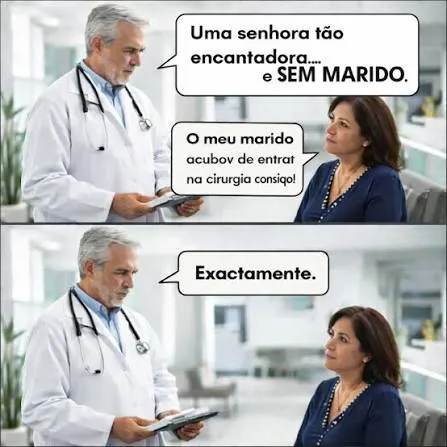 Uma senhora tão
encantadora....
e SEM MARIDO.
O meu marido
acubov de entrat
na cirurgia consigo!
Exactamente.